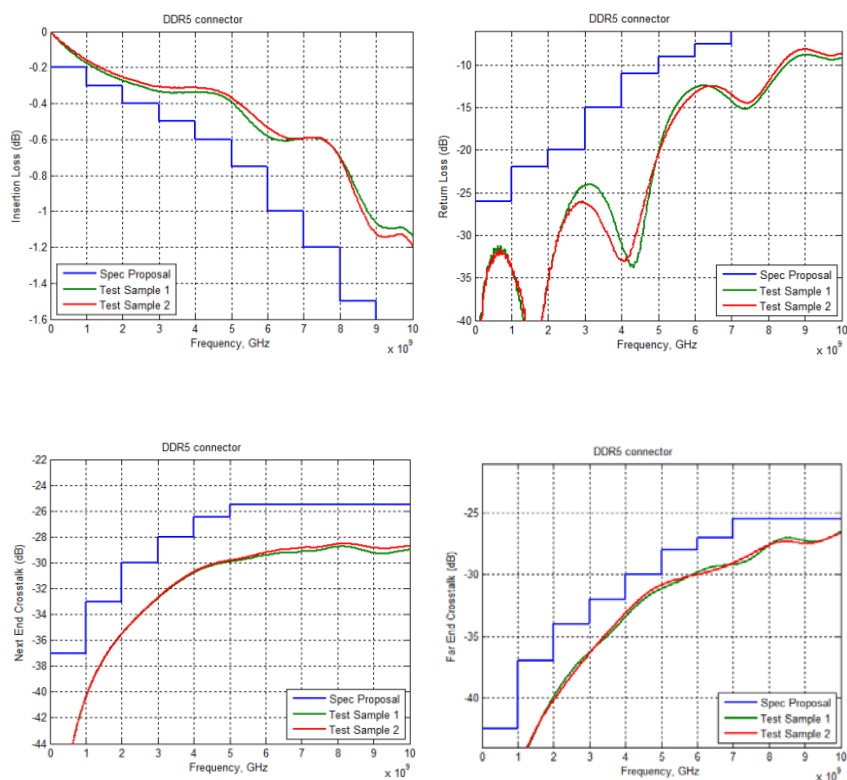 DDR5 connector
0
-0.2
-0.4
-0.6
-0.8
-1
-1.2
-1.4
-1.6
Insertion Loss (dB)
Spec Proposal
Test Sample 1
Test Sample 2
0 1 2 3 4 5 6 7 8 9 10
Frequency, GHz
x 10^9
DDR5 connector
-10
-15
-20
-25
-30
-35
-40
Return Loss (dB)
Spec Proposal
Test Sample 1
Test Sample 2
0 1 2 3 4 5 6 7 8 9 10
Frequency, GHz
x 10^9
DDR5 connector
-22
-24
-26
-28
-30
-32
-34
-36
-38
-40
-42
-44
Next End Crosstalk (dB)
Spec Proposal
Test Sample 1
Test Sample 2
0 1 2 3 4 5 6 7 8 9 10
Frequency, GHz
x 10^9
DDR5 connector
-25
-30
-35
-40
Far End Crosstalk (dB)
Spec Proposal
Test Sample 1
Test Sample 2
0 1 2 3 4 5 6 7 8 9 10
Frequency, GHz
x 10^9